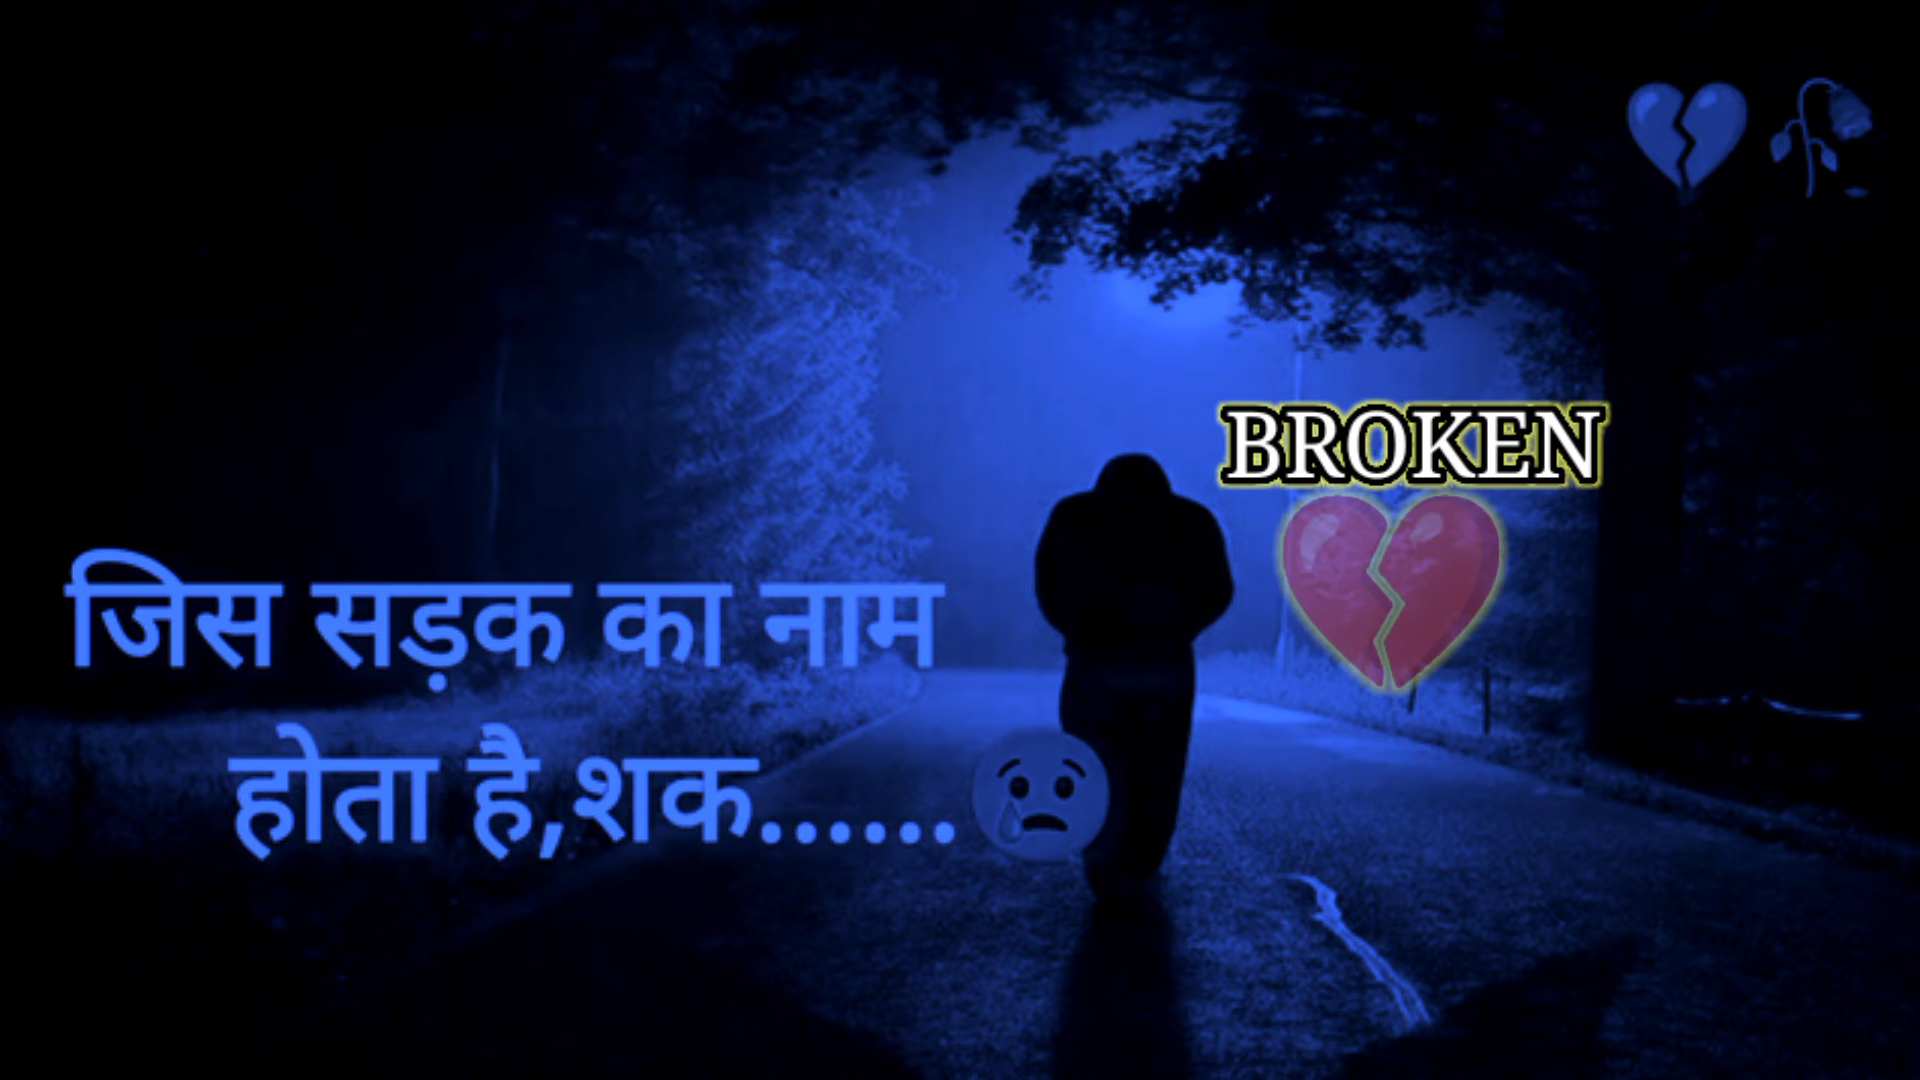 BROKEN
जिस सड़क का नाम
होता है,शक......